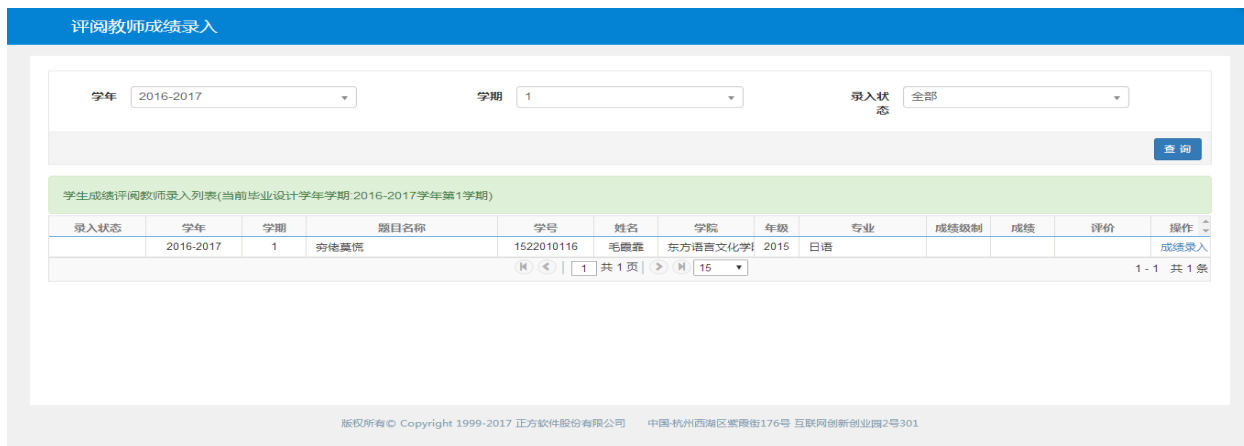 评阅教师成绩录入
学年 2016-2017 学期 1 录入状态 全部
查 询
学生成绩评阅教师录入列表(当前毕业设计学年学期:2016-2017学年第1学期)
录入状态 学年 学期 题目名称 学号 姓名 学院 年级 专业 成绩级制 成绩 评价 操作
2016-2017 1 穷佬莫慌 1522010116 毛霞霏 东方语言文化学 2015 日语 成绩录入
1 共 1 页 15 1 - 1 共 1 条
版权所有© Copyright 1999-2017 正方软件股份有限公司 中国·杭州西湖区紫霞街176号 互联网创新创业园2号301